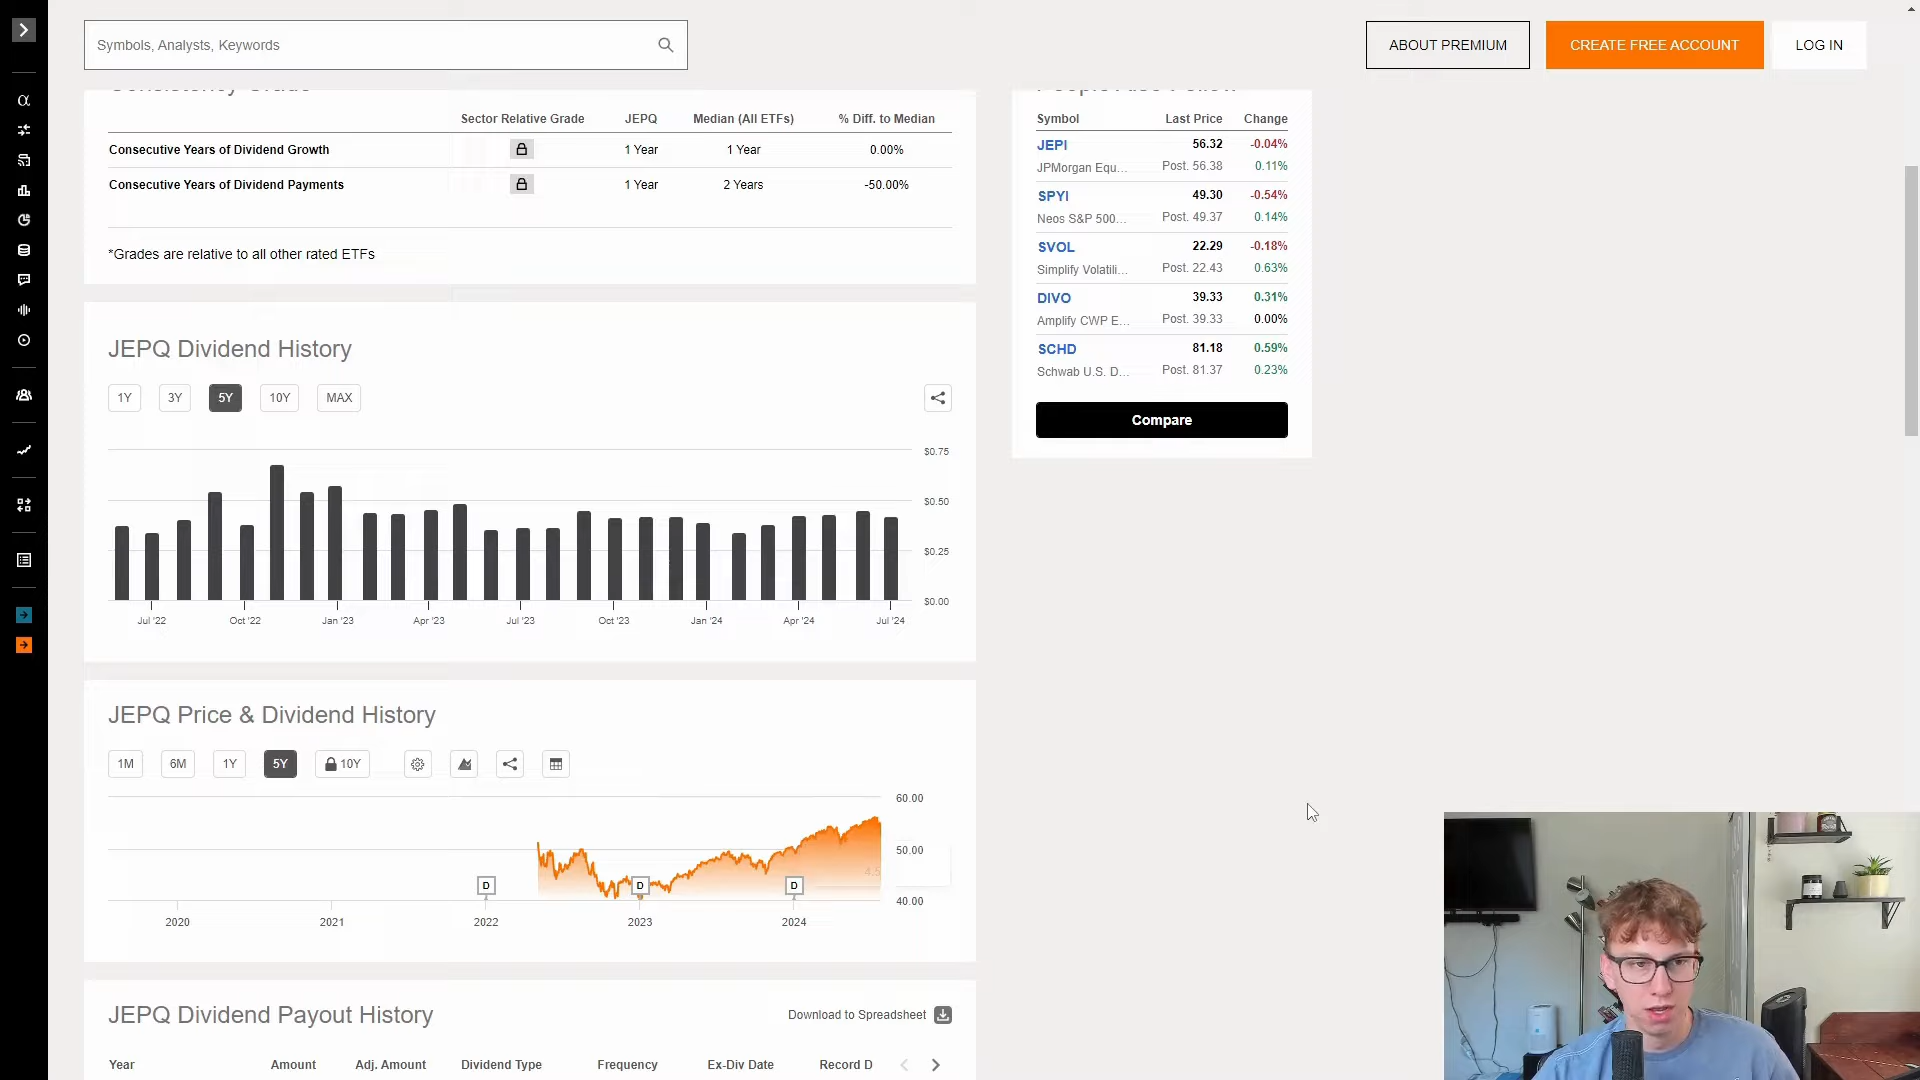 Symbols, Analysts, Keywords
ABOUT PREMIUM
CREATE FREE ACCOUNT
LOG IN
Sector Relative Grade JEPQ Median (All ETFs) % Diff. to Median
Consecutive Years of Dividend Growth 1 Year 1 Year 0.00%
Consecutive Years of Dividend Payments 1 Year 2 Years -50.00%
*Grades are relative to all other rated ETFs
Symbol Last Price Change
JEPI 56.32 -0.04%
JPMorgan Equ... Post. 56.38 0.11%
SPYI 49.30 -0.54%
Neos S&P 500... Post. 49.37 0.14%
SVOL 22.29 -0.18%
Simplify Volatili... Post. 22.43 0.63%
DIVO 39.33 0.31%
Amplify CWP E... Post. 39.33 0.00%
SCHD 81.18 0.59%
Schwab U.S. D... Post. 81.37 0.23%
Compare
JEPQ Dividend History
1Y 3Y 5Y 10Y MAX
$0.75
$0.50
$0.25
$0.00
Jul '22 Oct '22 Jan '23 Apr '23 Jul '23 Oct '23 Jan '24 Apr '24 Jul '24
JEPQ Price & Dividend History
1M 6M 1Y 5Y 10Y
60.00
50.00
40.00
D D D
2020 2021 2022 2023 2024
JEPQ Dividend Payout History
Download to Spreadsheet
Year Amount Adj. Amount Dividend Type Frequency Ex-Div Date Record D